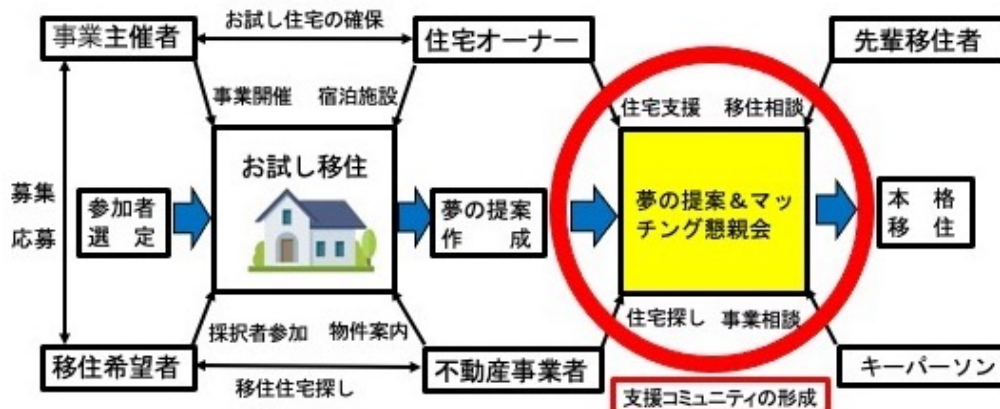 事業主催者
お試し住宅の確保
住宅オーナー
先輩移住者
事業開催
宿泊施設
住宅支援
移住相談
募集
応募
参加者
選 定
お試し移住
夢の提案
作 成
夢の提案＆マッ
チング懇親会
本 格
移 住
採択者参加
物件案内
住宅探し
事業相談
移住希望者
移住住宅探し
不動産事業者
キーパーソン
支援コミュニティの形成